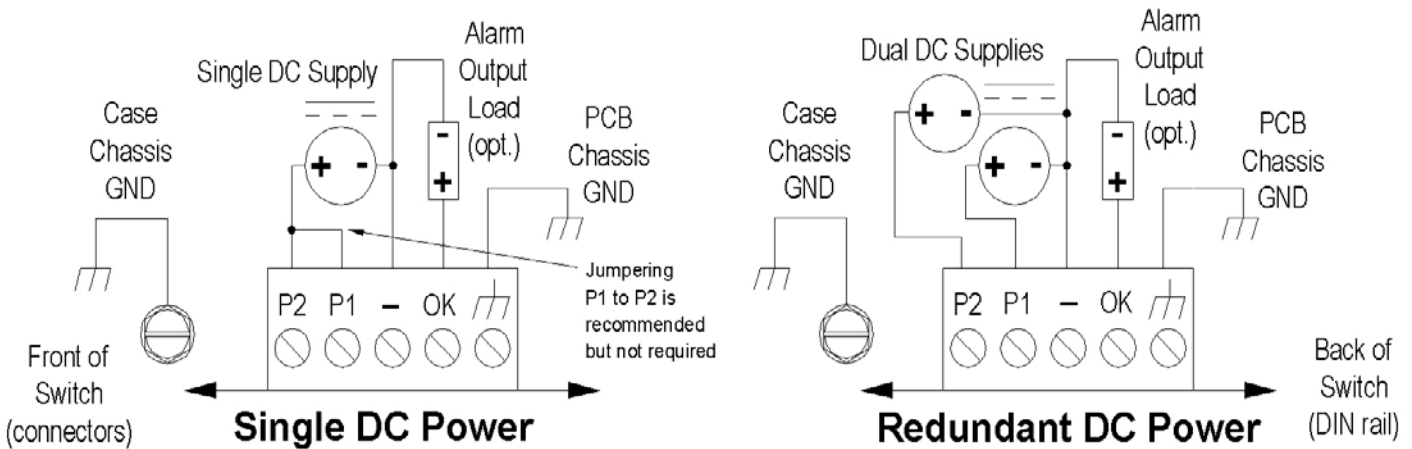 Single DC Supply
Alarm
Output
Load
(opt.)
Case
Chassis
GND
PCB
Chassis
GND
+ -
-
+
Jumpering
P1 to P2 is
recommended
but not required
P2 P1 – OK
Front of
Switch
(connectors)
Single DC Power
Dual DC Supplies
Alarm
Output
Load
(opt.)
Case
Chassis
GND
PCB
Chassis
GND
+ -
+ -
-
+
P2 P1 – OK
Back of
Switch
(DIN rail)
Redundant DC Power